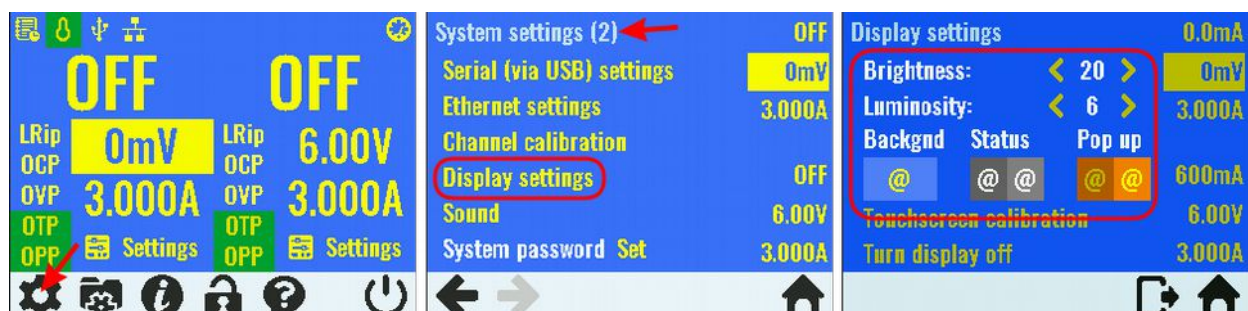 OFF OFF
LRip 0mV LRip 6.00V
OCP OCP
OVP 3.000A OVP 3.000A
OTP OTP
OPP Settings OPP Settings
System settings (2) OFF
Serial (via USB) settings 0mV
Ethernet settings 3.000A
Channel calibration
Display settings OFF
Sound 6.00V
System password Set 3.000A
Display settings 0.0mA
Brightness: < 20 > 0mV
Luminosity: < 6 > 3.000A
Backgnd Status Pop up
@ @ @ @ @ 600mA
Touchscreen calibration 6.00V
Turn display off 3.000A